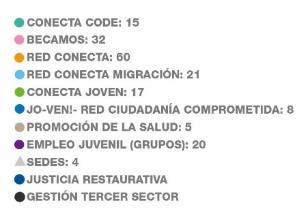 CONECTA CODE: 15
BECAMOS: 32
RED CONECTA: 60
RED CONECTA MIGRACIÓN: 21
CONECTA JOVEN: 17
JO-VEN!- RED CIUDADANÍA COMPROMETIDA: 8
PROMOCIÓN DE LA SALUD: 5
EMPLEO JUVENIL (GRUPOS): 20
SEDES: 4
JUSTICIA RESTAURATIVA
GESTIÓN TERCER SECTOR